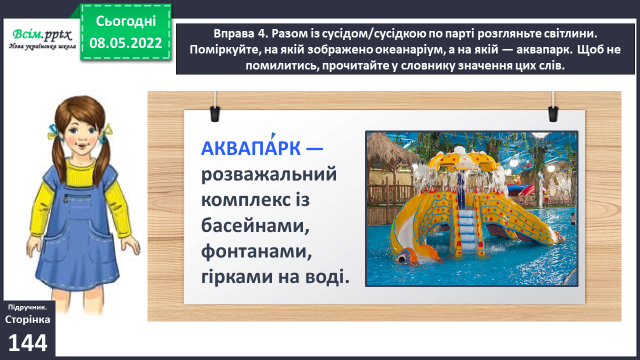 Всім.pptx
Нова українська школа
Сьогодні
08.05.2022
Вправа 4. Разом із сусідом/сусідкою по парті розгляньте світлини.
Поміркуйте, на якій зображено океанаріум, а на якій — аквапарк. Щоб не
помилитись, прочитайте у словнику значення цих слів.
АКВАПА́РК —
розважальний
комплекс із
басейнами,
фонтанами,
гірками на воді.
Підручник.
Сторінка
144